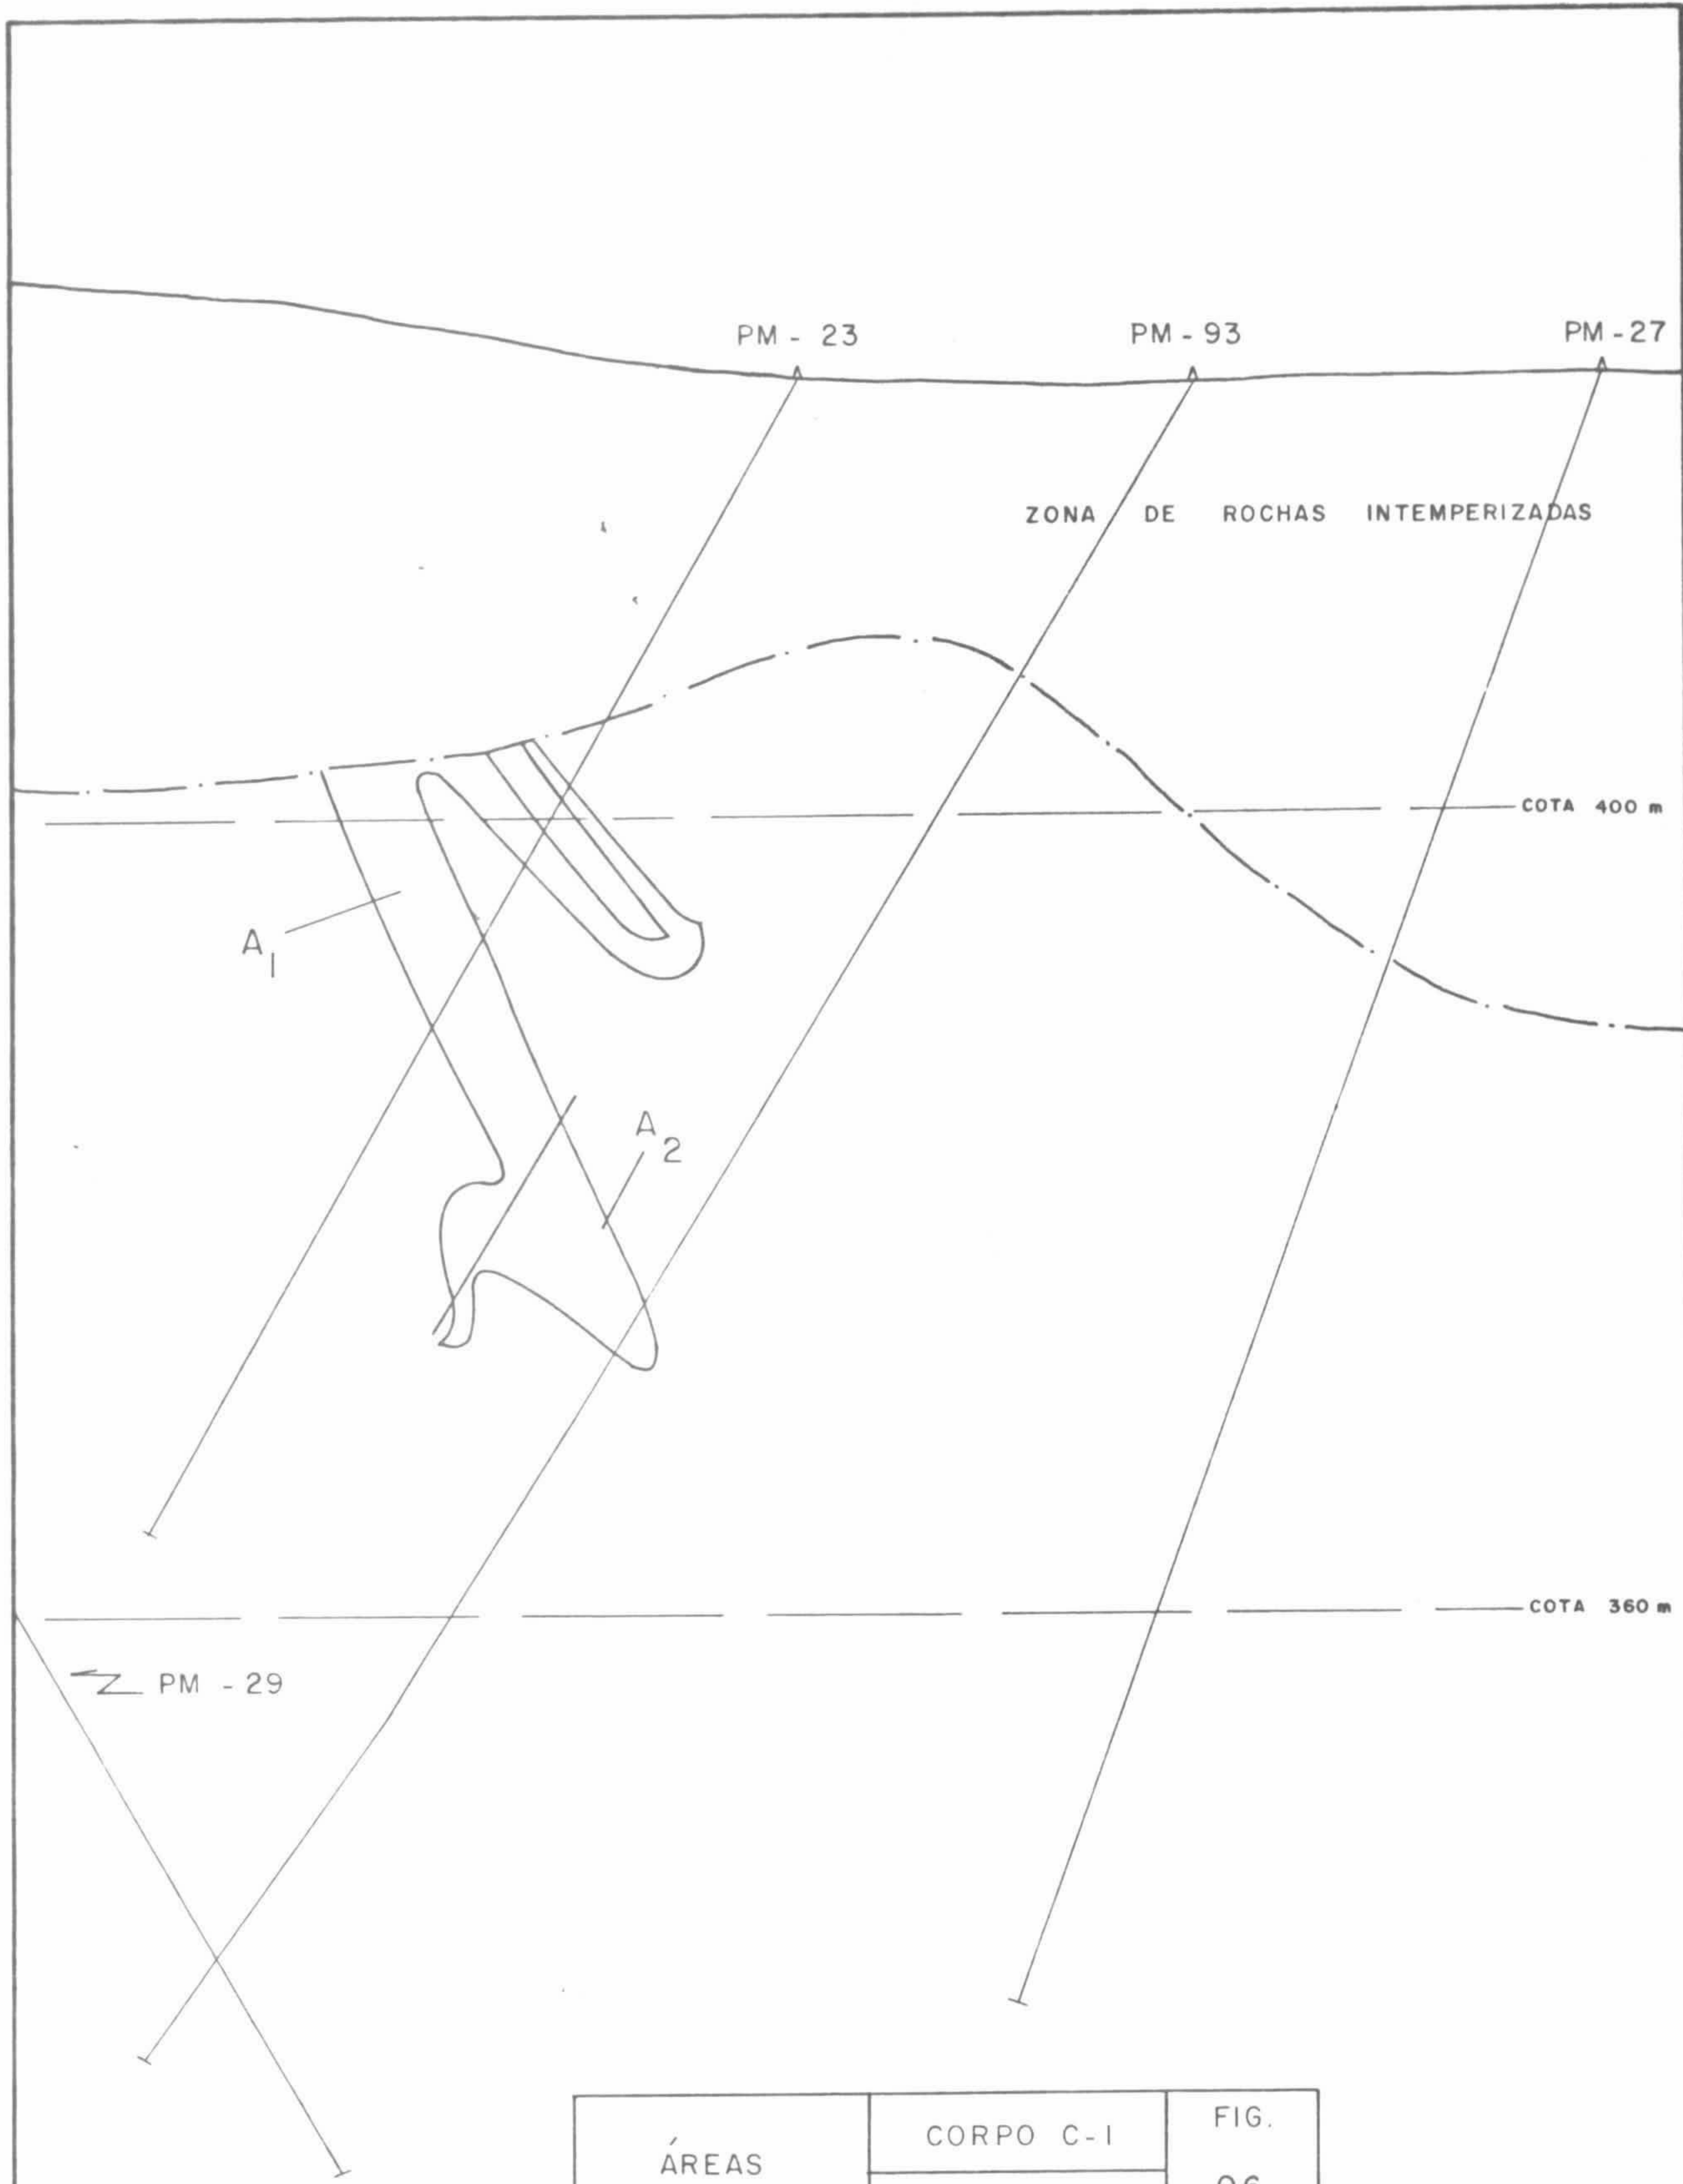 PM - 23
PM - 93
PM - 27
ZONA DE ROCHAS INTEMPERIZADAS
COTA 400 m
A1
A2
COTA 360 m
PM - 29
ÁREAS
CORPO C-1
FIG.